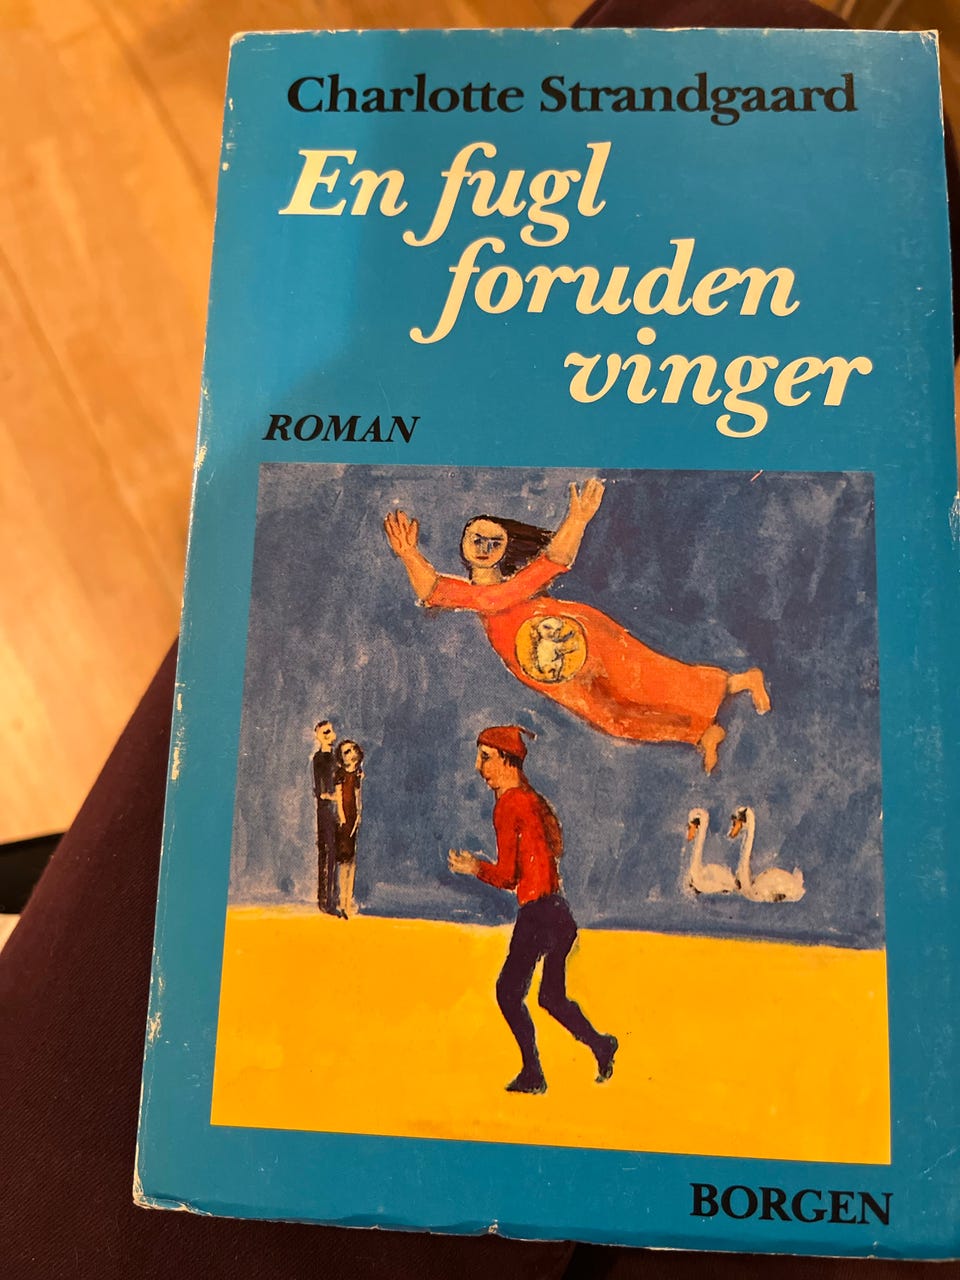 Charlotte Strandgaard
En fugl
foruden
vinger
ROMAN
BORGEN